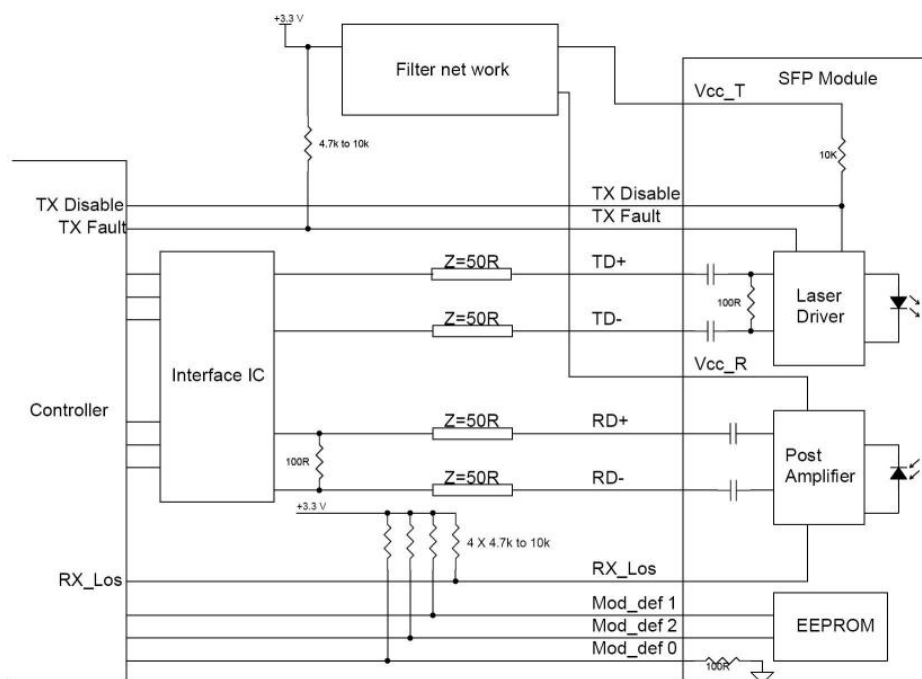 +3.3 V
Filter net work
SFP Module
Vcc_T
4.7k to 10k
10K
TX Disable
TX Disable
TX Fault
TX Fault
Z=50R
TD+
100R
Laser
Driver
Z=50R
TD-
Interface IC
Vcc_R
Controller
Z=50R
RD+
100R
Post
Amplifier
Z=50R
RD-
+3.3 V
4 X 4.7k to 10k
RX_Los
RX_Los
Mod_def 1
EEPROM
Mod_def 2
Mod_def 0
100R